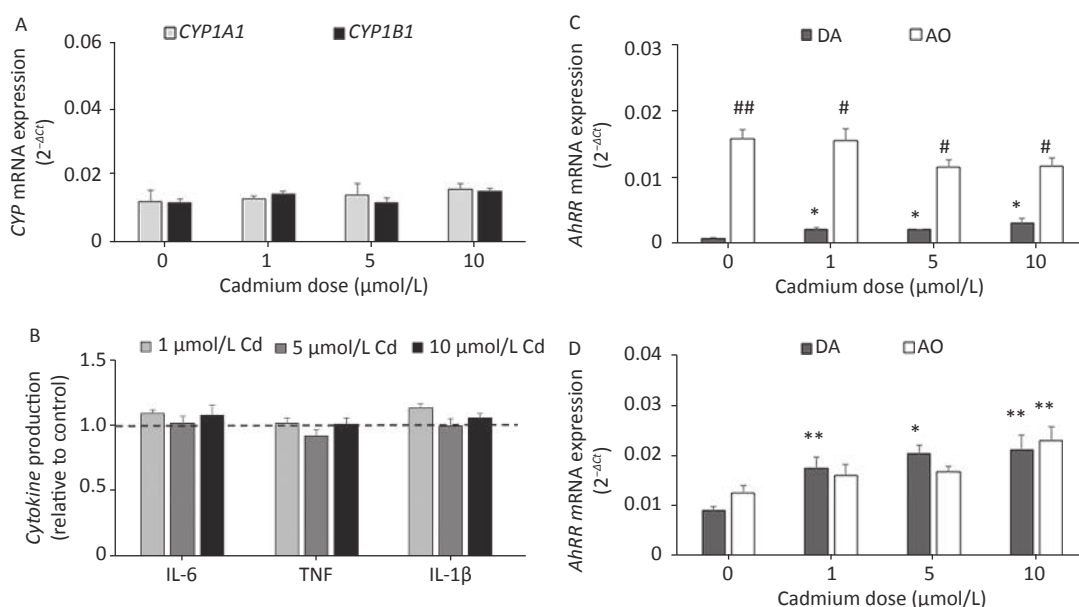 A
CYP1A1 CYP1B1
CYP mRNA expression
(2⁻ΔCt)
0.06
0.04
0.02
0
0 1 5 10
Cadmium dose (μmol/L)
B
1 μmol/L Cd 5 μmol/L Cd 10 μmol/L Cd
Cytokine production
(relative to control)
1.5
1.0
0.5
0
IL-6 TNF IL-1β
C
DA AO
AhRR mRNA expression
(2⁻ΔCt)
0.03
0.02
0.01
0
## # # #
* * *
0 1 5 10
Cadmium dose (μmol/L)
D
DA AO
AhRR mRNA expression
(2⁻ΔCt)
0.04
0.03
0.02
0.01
0
** * ** **
0 1 5 10
Cadmium dose (μmol/L)